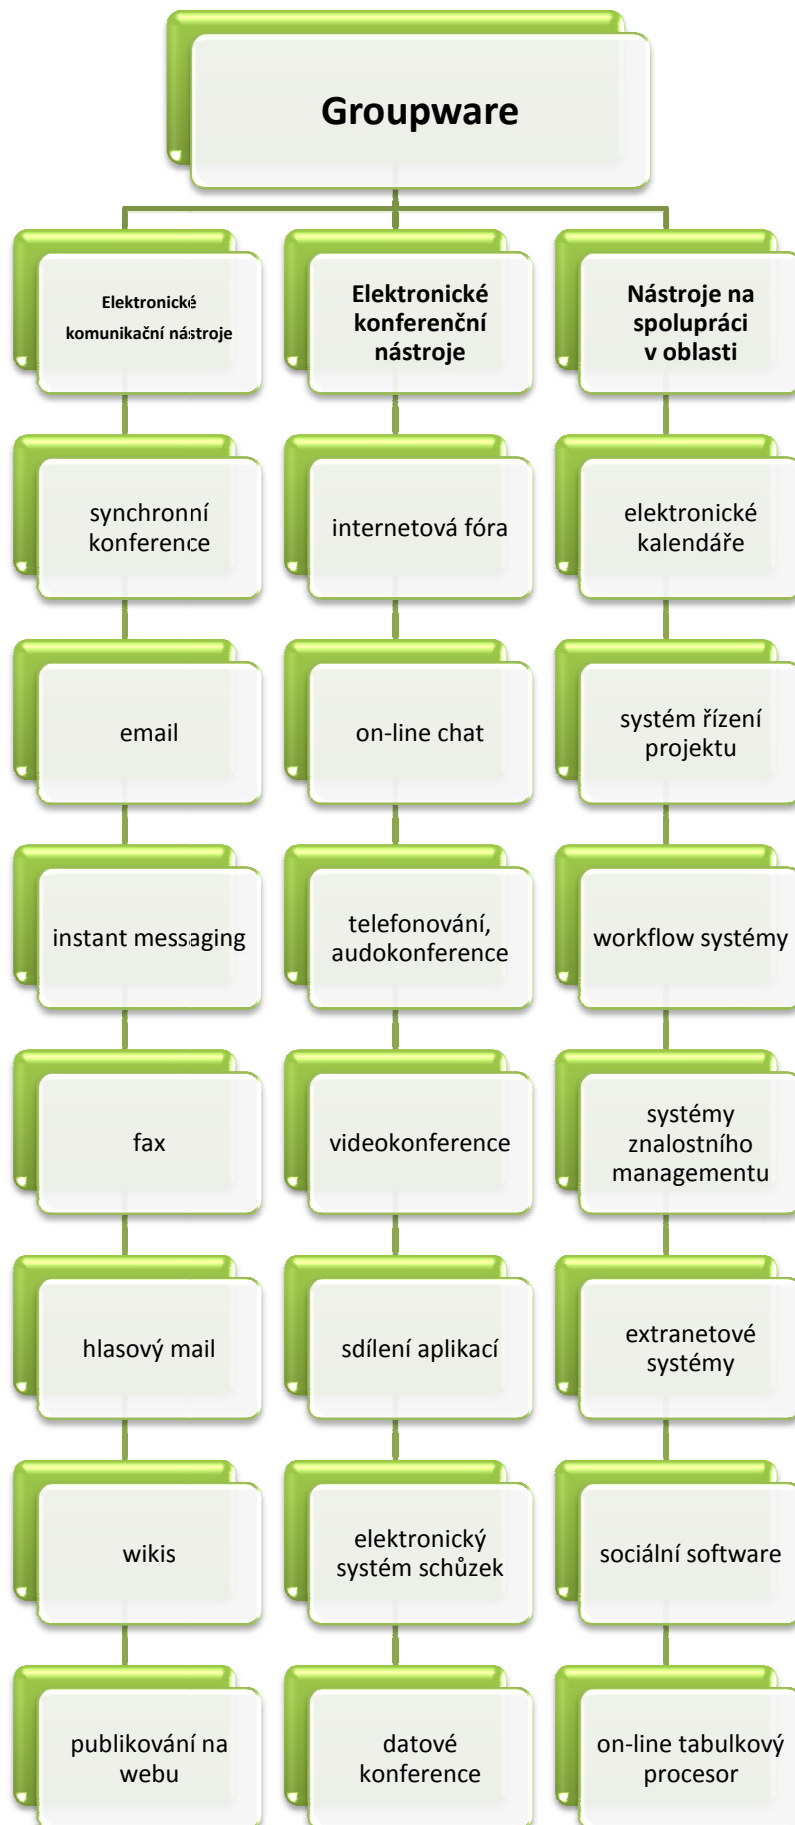 Groupware
Elektronické
komunikační nástroje
Elektronické
konferenční
nástroje
Nástroje na
spolupráci
v oblasti
synchronní
konference
internetová fóra
elektronické
kalendáře
email
on-line chat
systém řízení
projektu
instant messaging
telefonování,
audokonference
workflow systémy
fax
videokonference
systémy
znalostního
managementu
hlasový mail
sdílení aplikací
extranetové
systémy
wikis
elektronický
systém schůzek
sociální software
publikování na
webu
datové
konference
on-line tabulkový
procesor